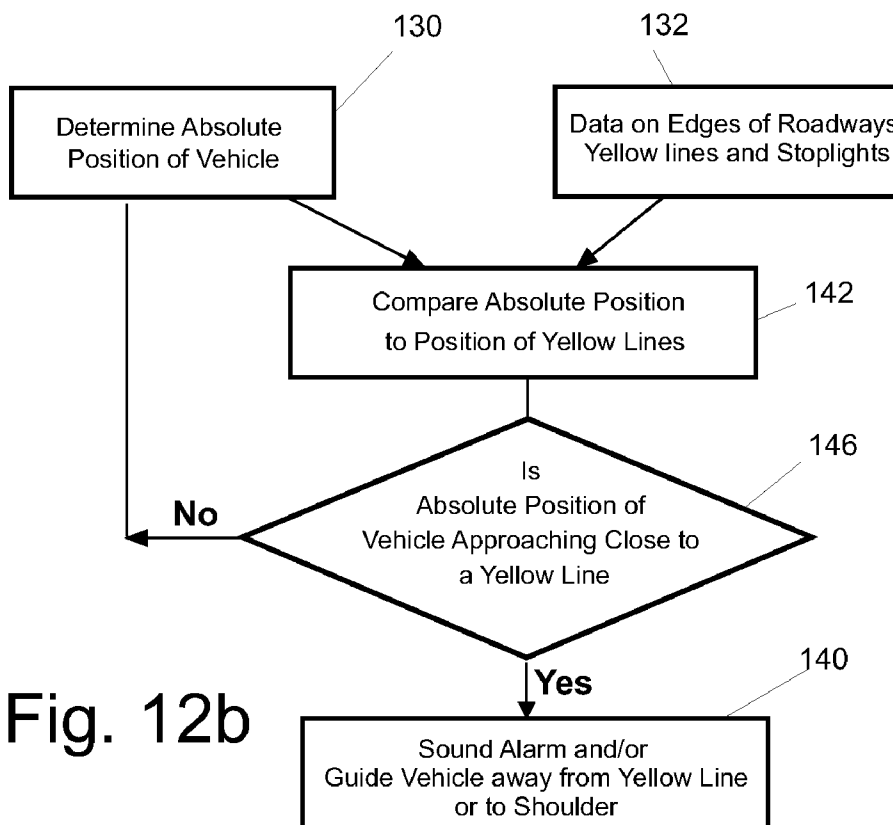 130
132
Determine Absolute
Position of Vehicle
Data on Edges of Roadways
Yellow lines and Stoplights
Compare Absolute Position
to Position of Yellow Lines
142
Is
Absolute Position of
Vehicle Approaching Close to
a Yellow Line
146
No
Yes
140
Sound Alarm and/or
Guide Vehicle away from Yellow Line
or to Shoulder
Fig. 12b